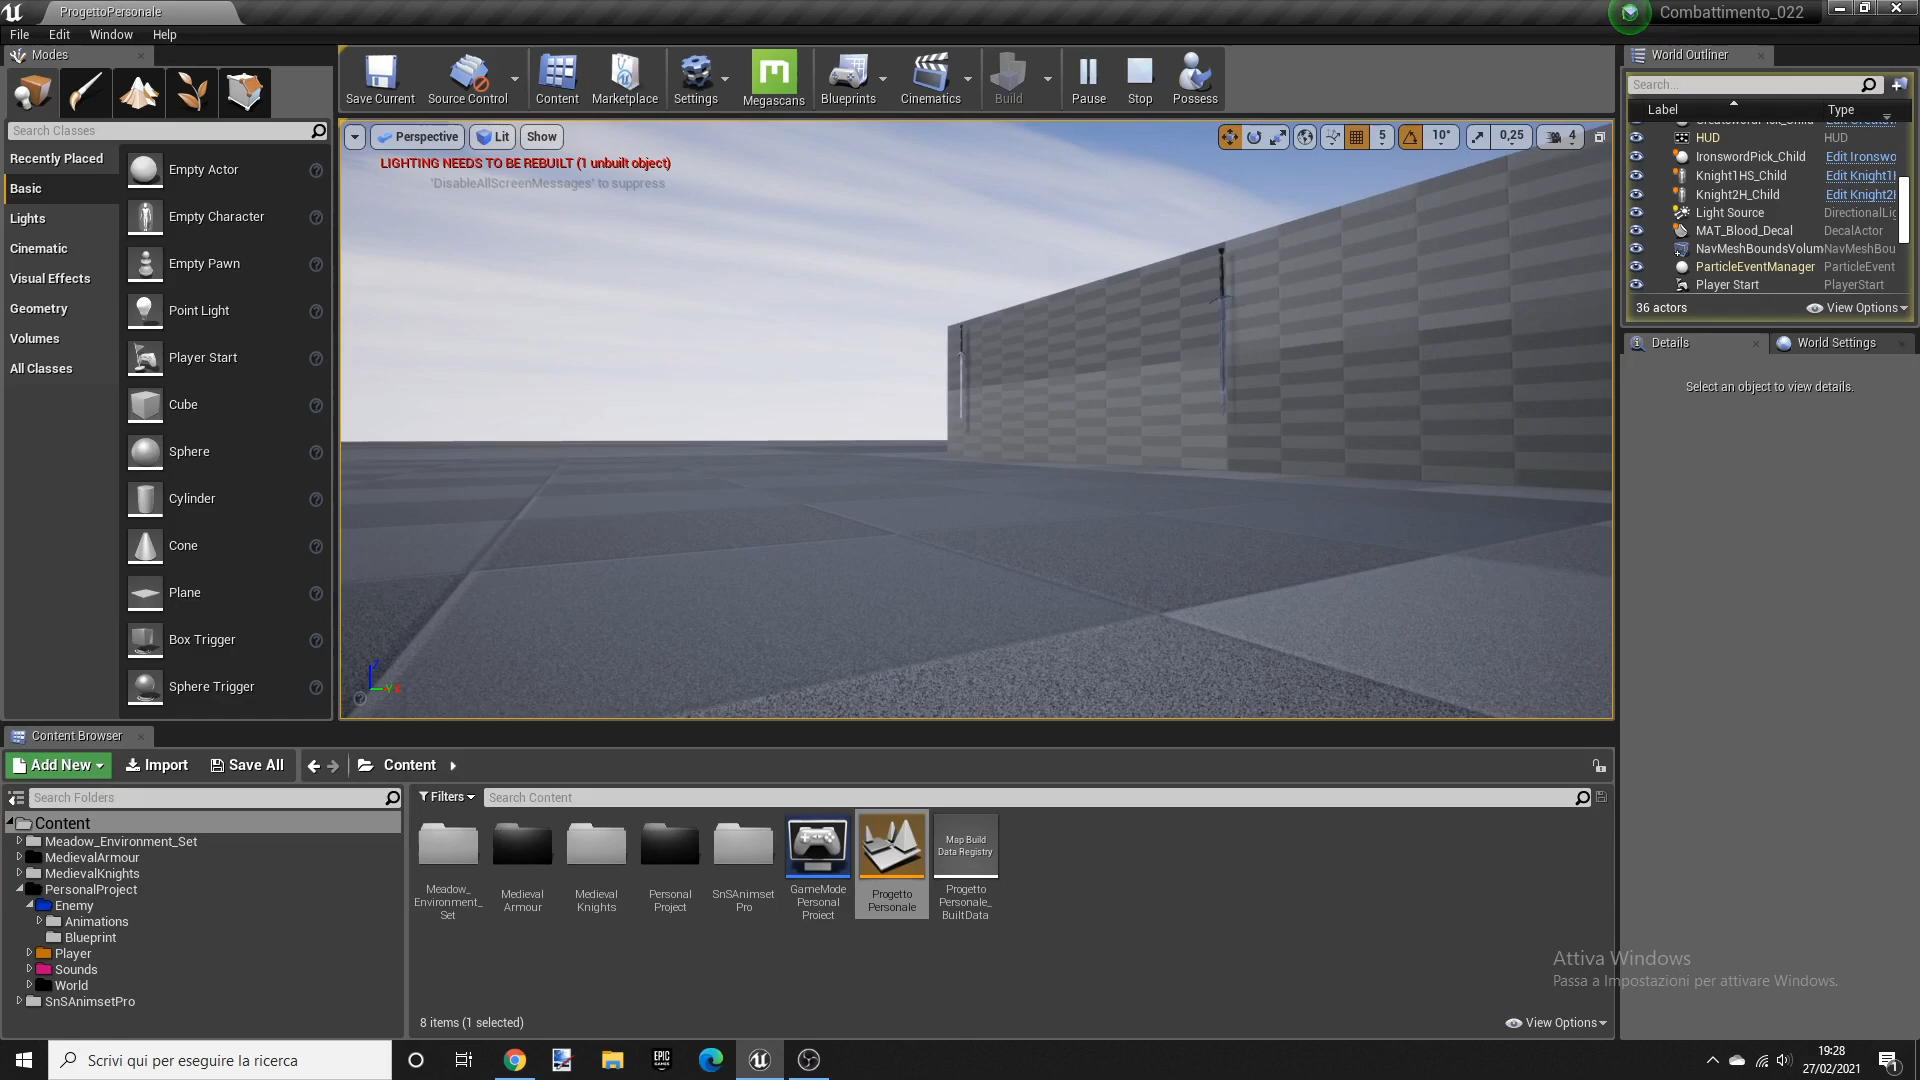 ProgettoPersonale
Combattimento_022
File Edit Window Help
Modes
Search Classes
Recently Placed
Basic
Lights
Cinematic
Visual Effects
Geometry
Volumes
All Classes
Empty Actor
Empty Character
Empty Pawn
Point Light
Player Start
Cube
Sphere
Cylinder
Cone
Plane
Box Trigger
Sphere Trigger
Save Current
Source Control
Content
Marketplace
Settings
Megascans
Blueprints
Cinematics
Build
Pause
Stop
Possess
Perspective Lit Show
5 10° 0,25 4
LIGHTING NEEDS TO BE REBUILT (1 unbuilt object)
'DisableAllScreenMessages' to suppress
World Outliner
Search...
Label Type
HUD HUD
IronswordPick_Child Edit Ironswo
Knight1HS_Child Edit Knight1
Knight2H_Child Edit Knight2
Light Source DirectionalLig
MAT_Blood_Decal DecalActor
NavMeshBoundsVolum NavMeshBou
ParticleEventManager ParticleEvent
Player Start PlayerStart
36 actors View Options
Details World Settings
Select an object to view details.
Content Browser
Add New Import Save All Content
Search Folders
Content
Meadow_Environment_Set
MedievalArmour
MedievalKnights
PersonalProject
Enemy
Animations
Blueprint
Player
Sounds
World
SnSAnimsetPro
Filters Search Content
Meadow_
Environment_
Set
Medieval
Armour
Medieval
Knights
Personal
Project
SnSAnimset
Pro
GameMode
Personal
Project
Progetto
Personale
Map Build
Data Registry
Progetto
Personale_
BuiltData
8 items (1 selected) View Options
Attiva Windows
Passa a Impostazioni per attivare Windows.
Scrivi qui per eseguire la ricerca
EPIC
GAMES
19:28
27/02/2021
1